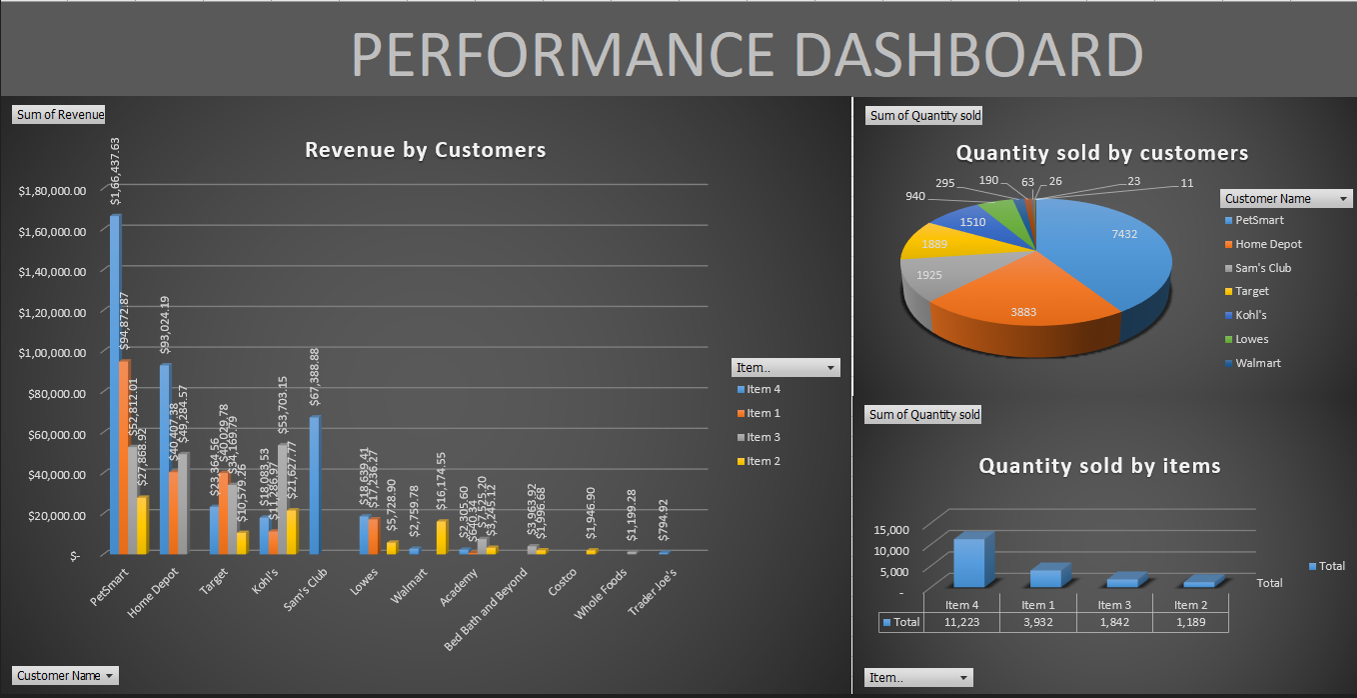 PERFORMANCE DASHBOARD
Sum of Revenue
Revenue by Customers
$1,80,000.00
$1,60,000.00
$1,40,000.00
$1,20,000.00
$1,00,000.00
$80,000.00
$60,000.00
$40,000.00
$20,000.00
$-
$1,66,437.63
$94,872.87
$52,812.01
$27,868.92
$93,024.19
$40,407.38
$49,284.57
$23,364.56
$40,029.78
$34,169.79
$10,579.26
$18,083.53
$11,286.97
$53,703.15
$21,627.77
$67,388.88
$18,639.41
$17,236.27
$5,728.90
$2,759.78
$16,174.55
$2,305.60
$640.34
$7,525.20
$3,245.12
$3,963.92
$1,996.68
$1,946.90
$1,199.28
$794.92
PetSmart
Home Depot
Target
Kohl's
Sam's Club
Lowes
Walmart
Academy
Bed Bath and Beyond
Costco
Whole Foods
Trader Joe's
Item..
Item 4
Item 1
Item 3
Item 2
Customer Name
Sum of Quantity sold
Quantity sold by customers
7432
3883
1925
1889
1510
940
295
190
63
26
23
11
Customer Name
PetSmart
Home Depot
Sam's Club
Target
Kohl's
Lowes
Walmart
Sum of Quantity sold
Quantity sold by items
15,000
10,000
5,000
-
Total
Total
Item 4 Item 1 Item 3 Item 2
Total 11,223 3,932 1,842 1,189
Item..